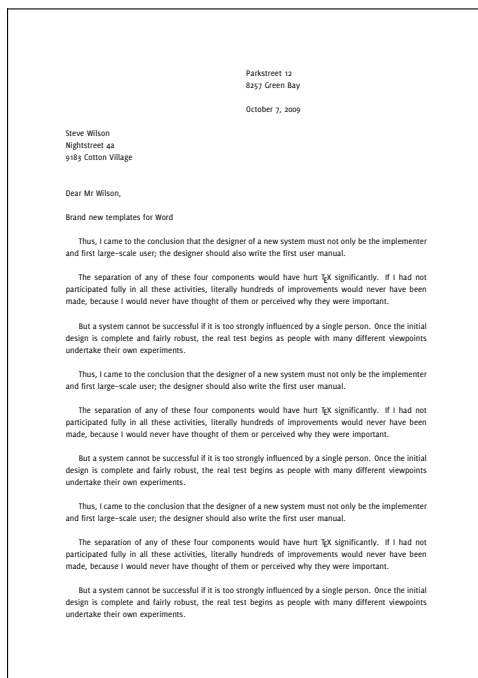 Parkstreet 12
8257 Green Bay
October 7, 2009
Steve Wilson
Nightstreet 4a
9183 Cotton Village
Dear Mr Wilson,
Brand new templates for Word
Thus, I came to the conclusion that the designer of a new system must not only be the implementer
and first large–scale user; the designer should also write the first user manual.
The separation of any of these four components would have hurt TEX significantly. If I had not
participated fully in all these activities, literally hundreds of improvements would never have been
made, because I would never have thought of them or perceived why they were important.
But a system cannot be successful if it is too strongly influenced by a single person. Once the initial
design is complete and fairly robust, the real test begins as people with many different viewpoints
undertake their own experiments.
Thus, I came to the conclusion that the designer of a new system must not only be the implementer
and first large–scale user; the designer should also write the first user manual.
The separation of any of these four components would have hurt TEX significantly. If I had not
participated fully in all these activities, literally hundreds of improvements would never have been
made, because I would never have thought of them or perceived why they were important.
But a system cannot be successful if it is too strongly influenced by a single person. Once the initial
design is complete and fairly robust, the real test begins as people with many different viewpoints
undertake their own experiments.
Thus, I came to the conclusion that the designer of a new system must not only be the implementer
and first large–scale user; the designer should also write the first user manual.
The separation of any of these four components would have hurt TEX significantly. If I had not
participated fully in all these activities, literally hundreds of improvements would never have been
made, because I would never have thought of them or perceived why they were important.
But a system cannot be successful if it is too strongly influenced by a single person. Once the initial
design is complete and fairly robust, the real test begins as people with many different viewpoints
undertake their own experiments.